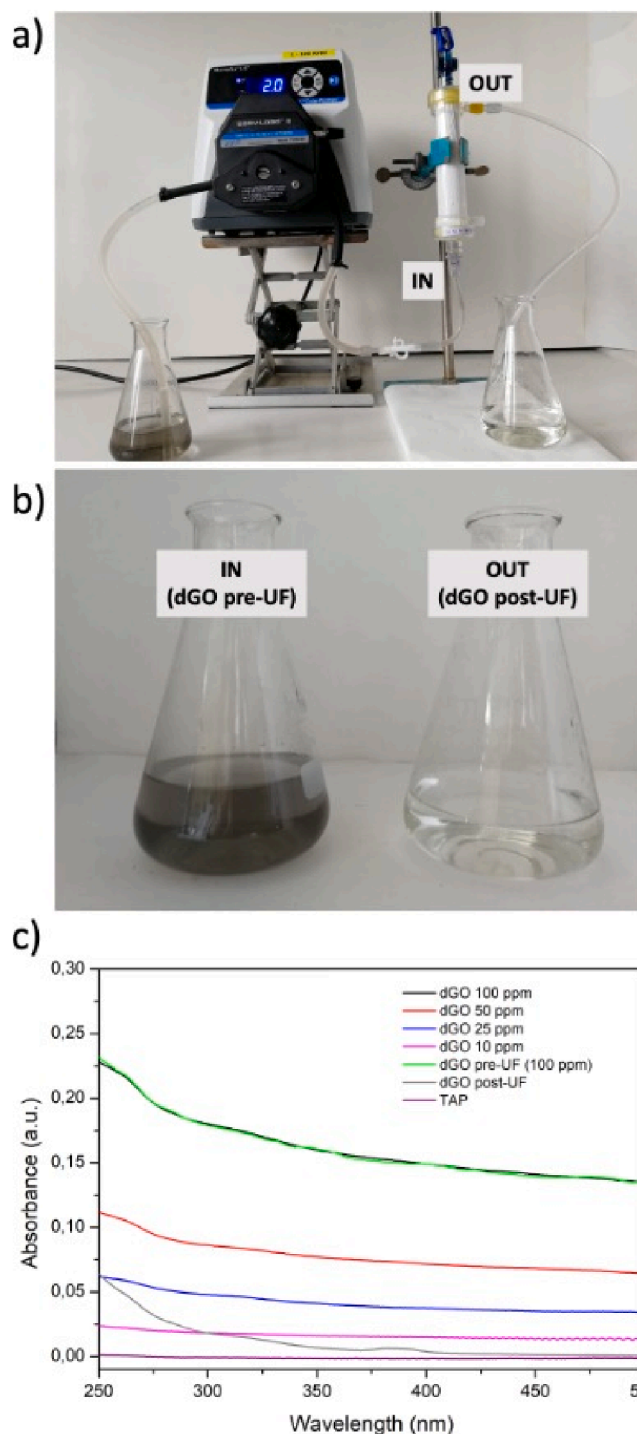 a)
2.0
OUT
IN
b)
IN
(dGO pre-UF)
OUT
(dGO post-UF)
c)
0,30
0,25
0,20
0,15
0,10
0,05
0,00
Absorbance (a.u.)
dGO 100 ppm
dGO 50 ppm
dGO 25 ppm
dGO 10 ppm
dGO pre-UF (100 ppm)
dGO post-UF
TAP
250
300
350
400
450
Wavelength (nm)